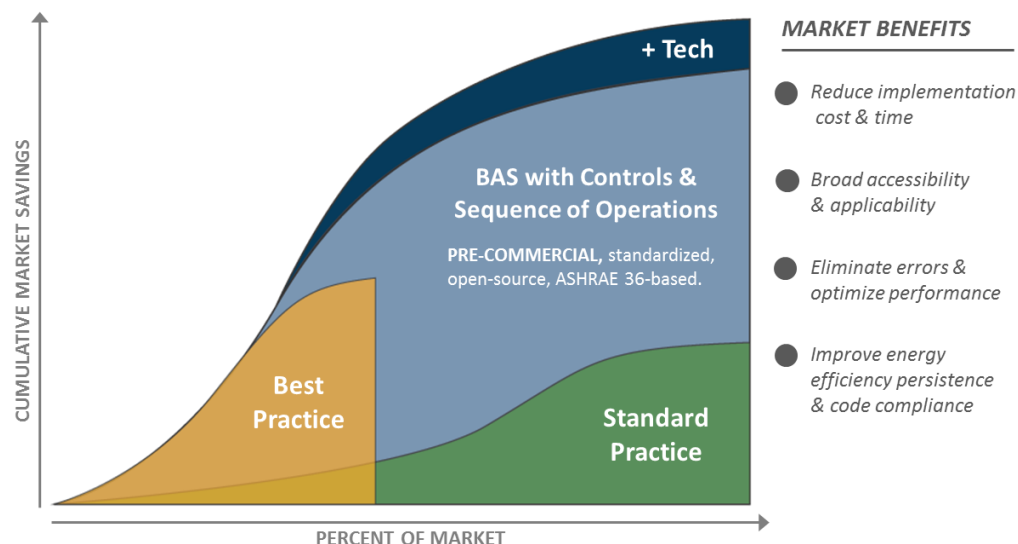 CUMULATIVE MARKET SAVINGS
+ Tech
BAS with Controls &
Sequence of Operations
PRE-COMMERCIAL, standardized,
open-source, ASHRAE 36-based.
Best
Practice
Standard
Practice
PERCENT OF MARKET
MARKET BENEFITS
Reduce implementation
cost & time
Broad accessibility
& applicability
Eliminate errors &
optimize performance
Improve energy
efficiency persistence
& code compliance